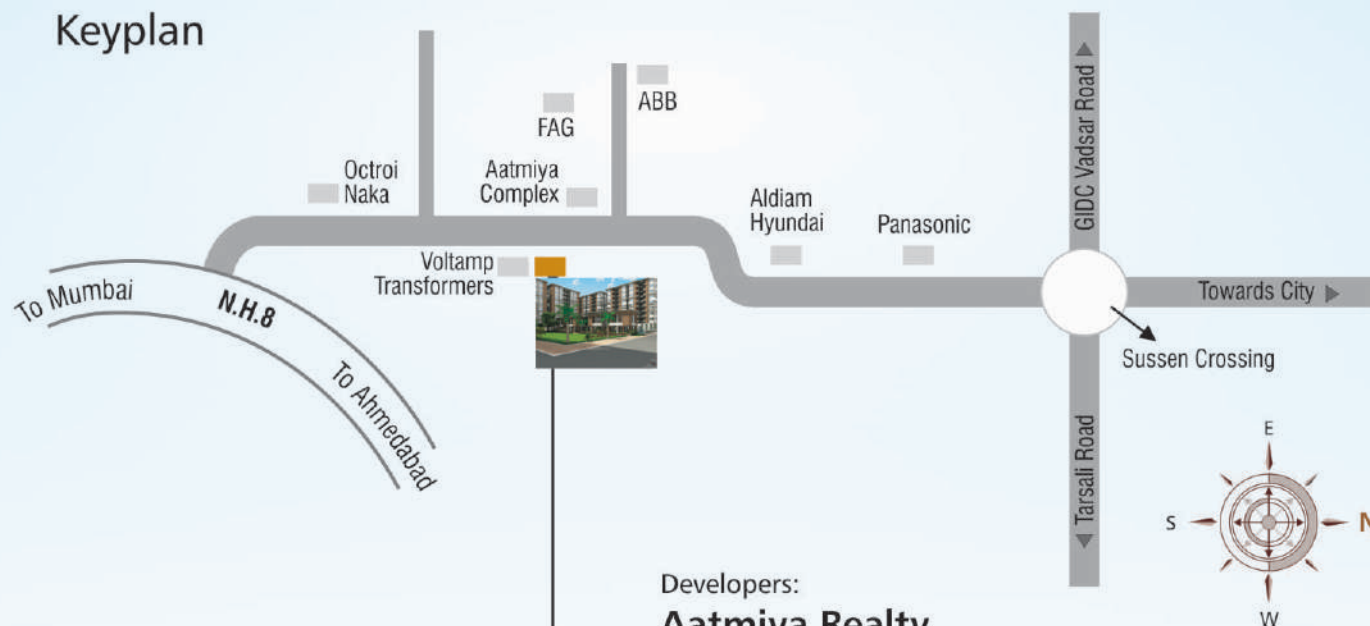 Keyplan
ABB
FAG
Octroi
Naka
Aatmiya
Complex
Aldiam
Hyundai
Panasonic
GIDC Vadsar Road
Voltamp
Transformers
To Mumbai
N.H.8
To Ahmedabad
Towards City
Sussen Crossing
Tarsali Road
E
S
N
W
Developers:
Aatmiya Realty